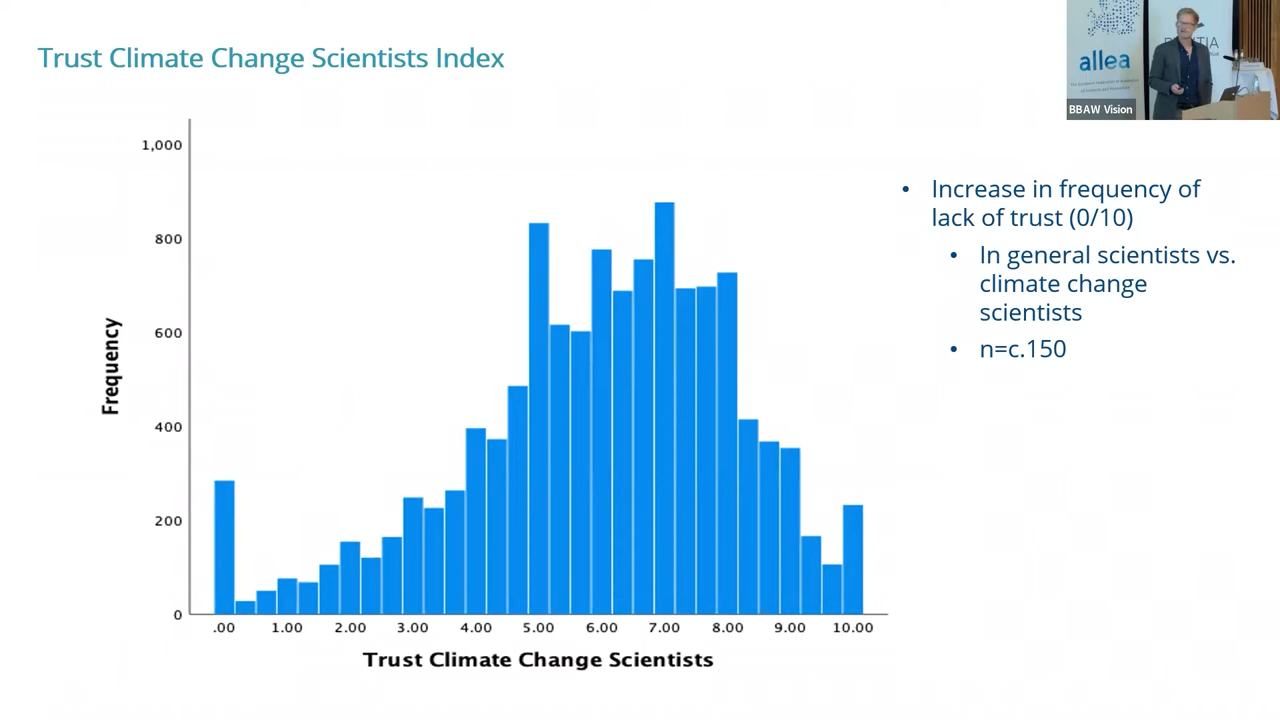 Trust Climate Change Scientists Index
allea
BBAW Vision
1,000
800
600
400
200
0
Frequency
.00 1.00 2.00 3.00 4.00 5.00 6.00 7.00 8.00 9.00 10.00
Trust Climate Change Scientists
• Increase in frequency of
lack of trust (0/10)
• In general scientists vs.
climate change
scientists
• n=c.150